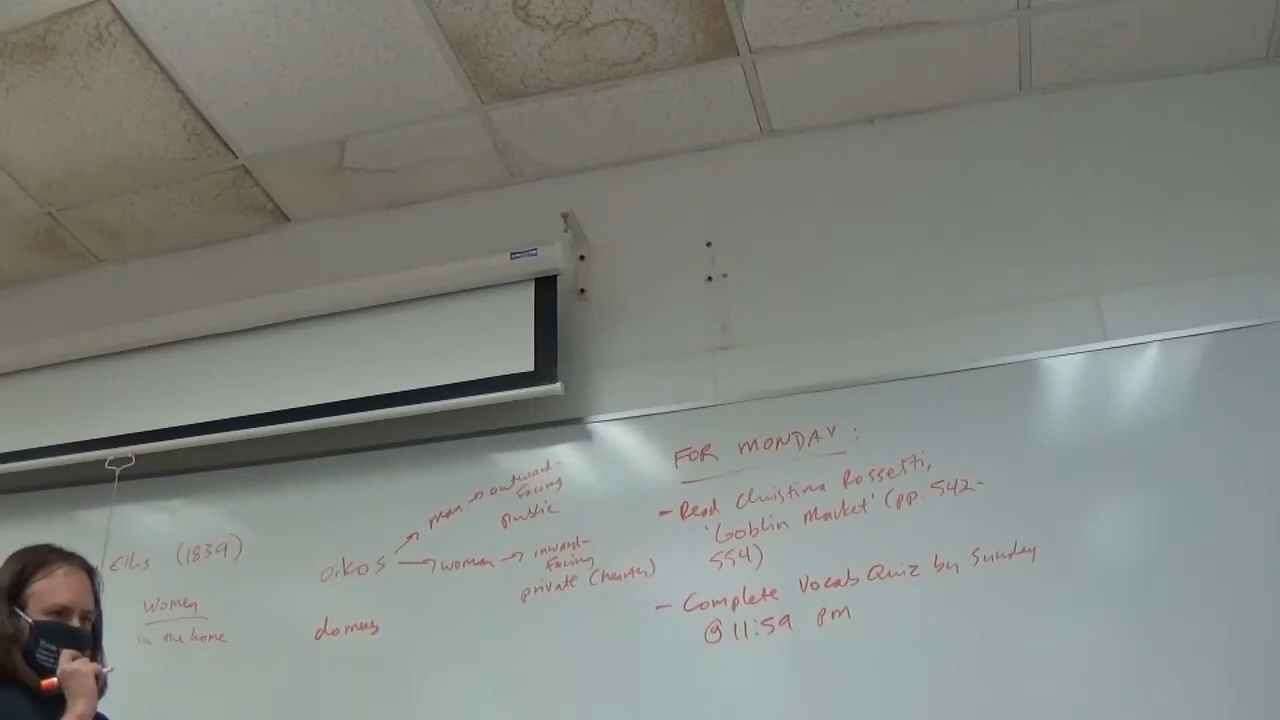 Ellis (1839)
Women
in the home
oikos
man
outward-
facing
public
woman
inward-
facing
private (hearth)
domus
FOR MONDAY:
- Read Christina Rossetti,
'Goblin Market' (pp. 542-
554)
- Complete Vocab Quiz by Sunday
@ 11:59 pm